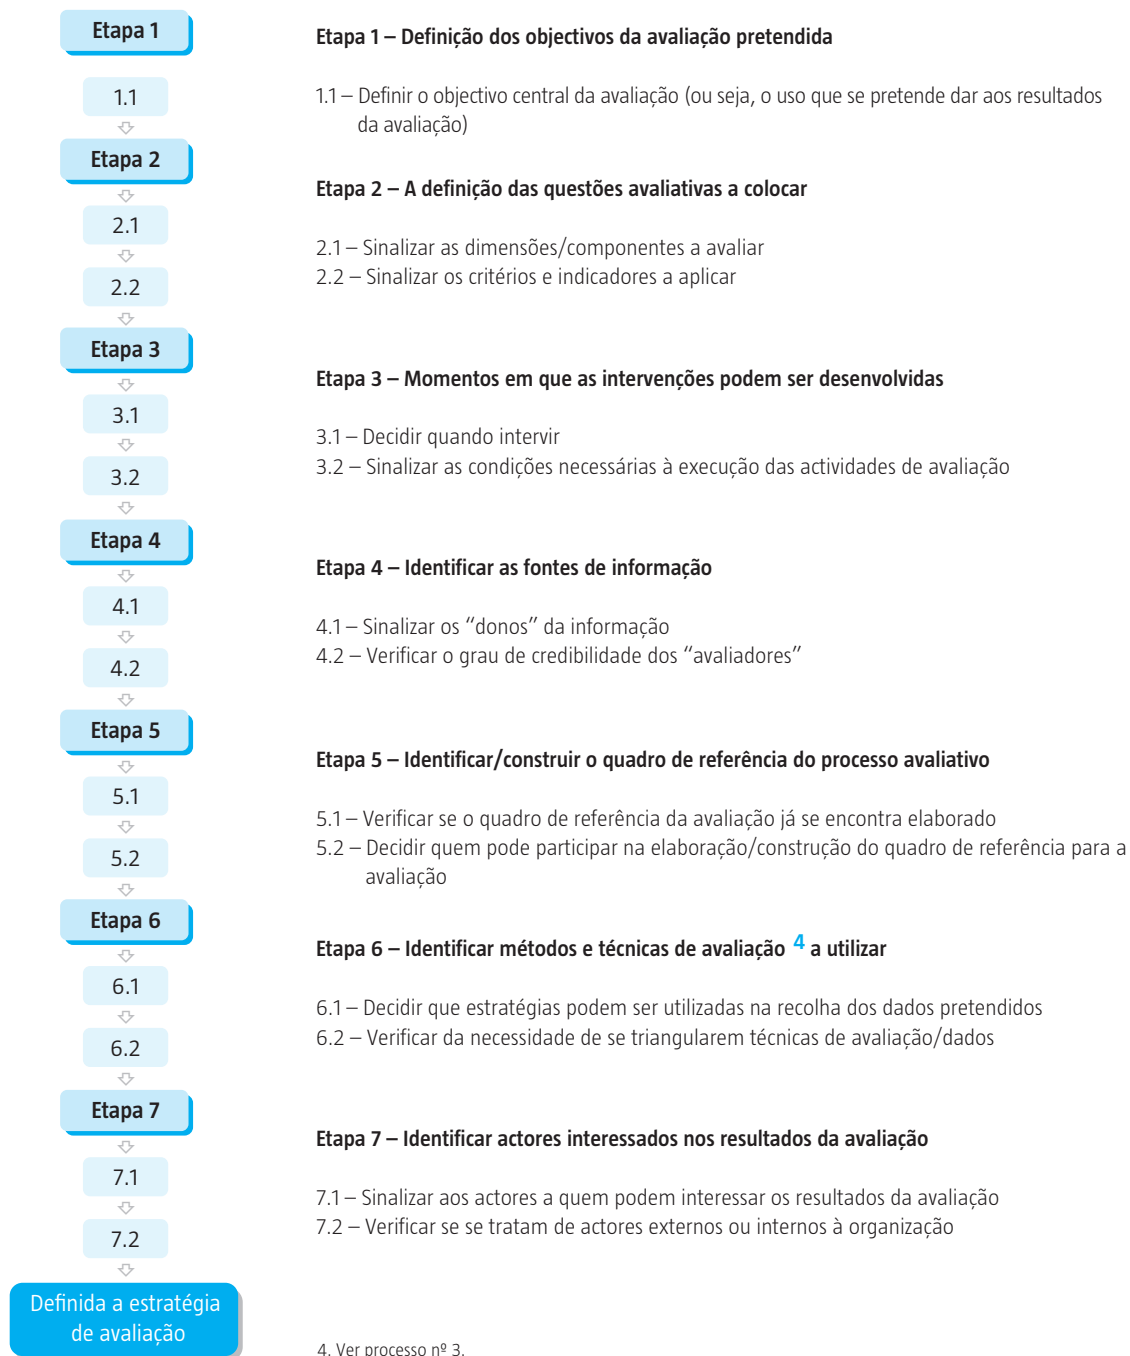 Etapa 1
1.1
Etapa 2
2.1
2.2
Etapa 3
3.1
3.2
Etapa 4
4.1
4.2
Etapa 5
5.1
5.2
Etapa 6
6.1
6.2
Etapa 7
7.1
7.2
Definida a estratégia
de avaliação
Etapa 1 – Definição dos objectivos da avaliação pretendida
1.1 – Definir o objectivo central da avaliação (ou seja, o uso que se pretende dar aos resultados
da avaliação)
Etapa 2 – A definição das questões avaliativas a colocar
2.1 – Sinalizar as dimensões/componentes a avaliar
2.2 – Sinalizar os critérios e indicadores a aplicar
Etapa 3 – Momentos em que as intervenções podem ser desenvolvidas
3.1 – Decidir quando intervir
3.2 – Sinalizar as condições necessárias à execução das actividades de avaliação
Etapa 4 – Identificar as fontes de informação
4.1 – Sinalizar os “donos” da informação
4.2 – Verificar o grau de credibilidade dos “avaliadores”
Etapa 5 – Identificar/construir o quadro de referência do processo avaliativo
5.1 – Verificar se o quadro de referência da avaliação já se encontra elaborado
5.2 – Decidir quem pode participar na elaboração/construção do quadro de referência para a
avaliação
Etapa 6 – Identificar métodos e técnicas de avaliação 4 a utilizar
6.1 – Decidir que estratégias podem ser utilizadas na recolha dos dados pretendidos
6.2 – Verificar da necessidade de se triangularem técnicas de avaliação/dados
Etapa 7 – Identificar actores interessados nos resultados da avaliação
7.1 – Sinalizar aos actores a quem podem interessar os resultados da avaliação
7.2 – Verificar se se tratam de actores externos ou internos à organização
4. Ver processo nº 3.